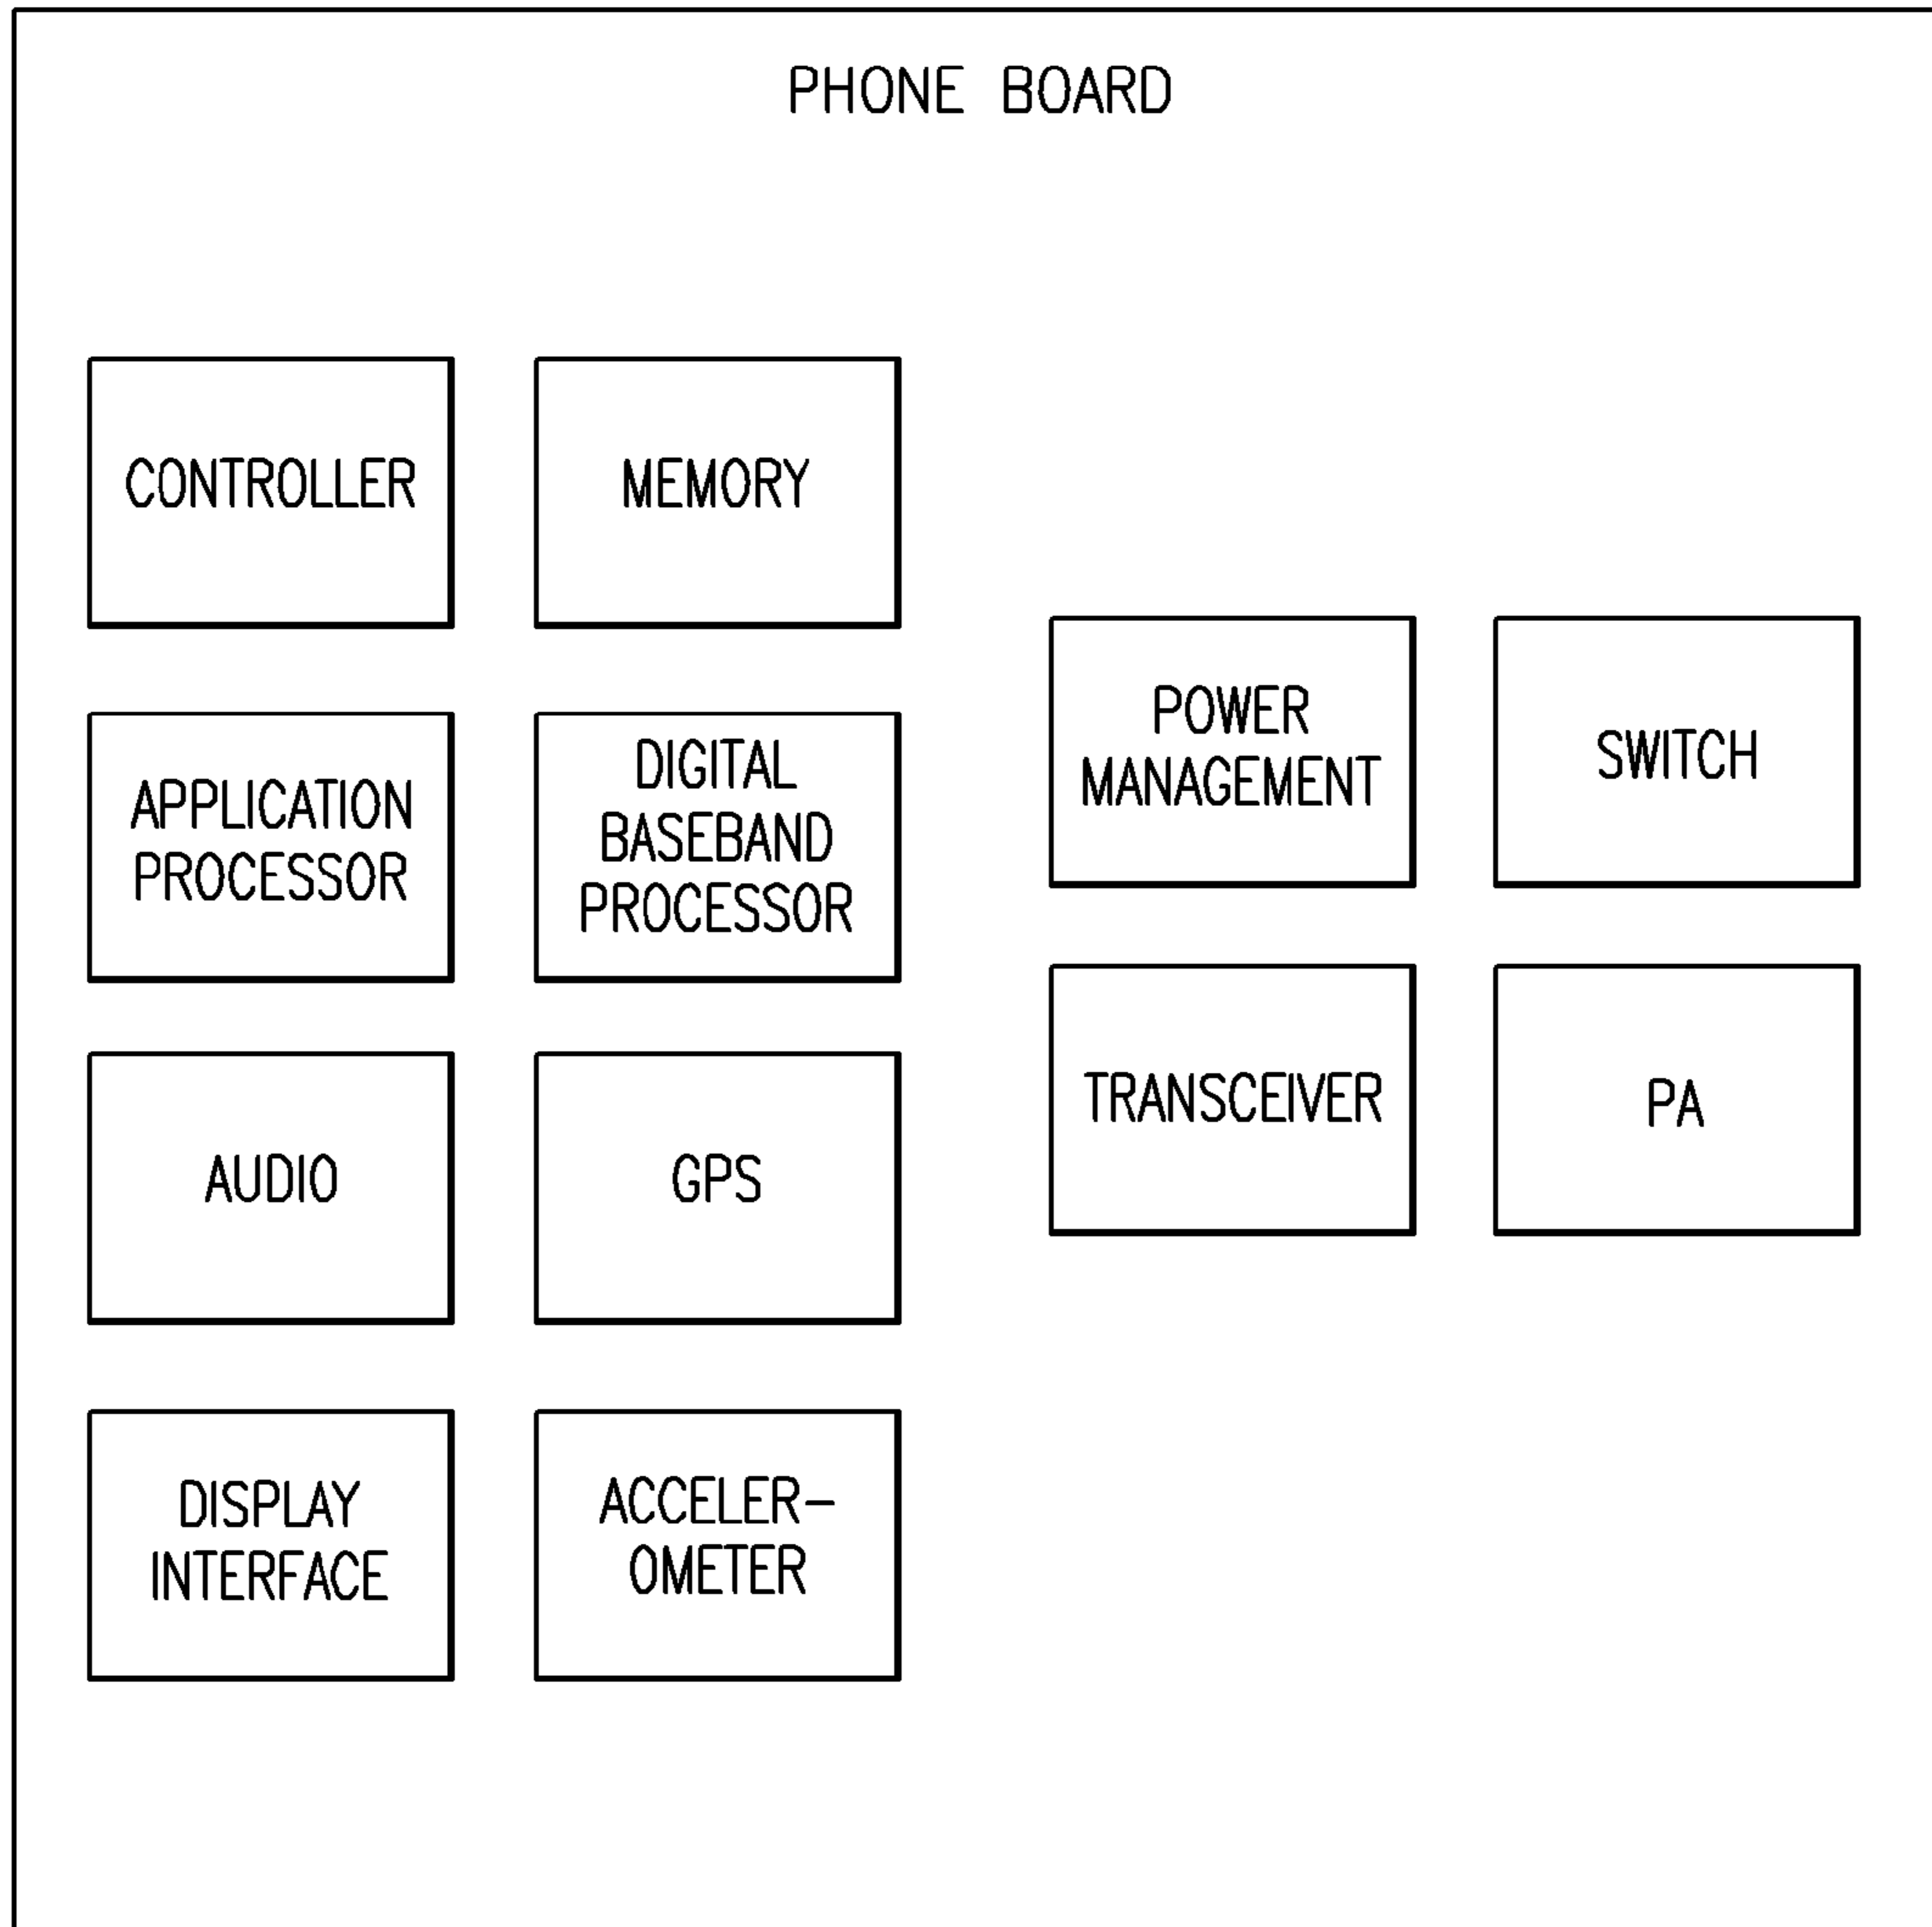 PHONE BOARD
CONTROLLER
MEMORY
APPLICATION
PROCESSOR
DIGITAL
BASEBAND
PROCESSOR
POWER
MANAGEMENT
SWITCH
AUDIO
GPS
TRANSCEIVER
PA
DISPLAY
INTERFACE
ACCELER-
OMETER